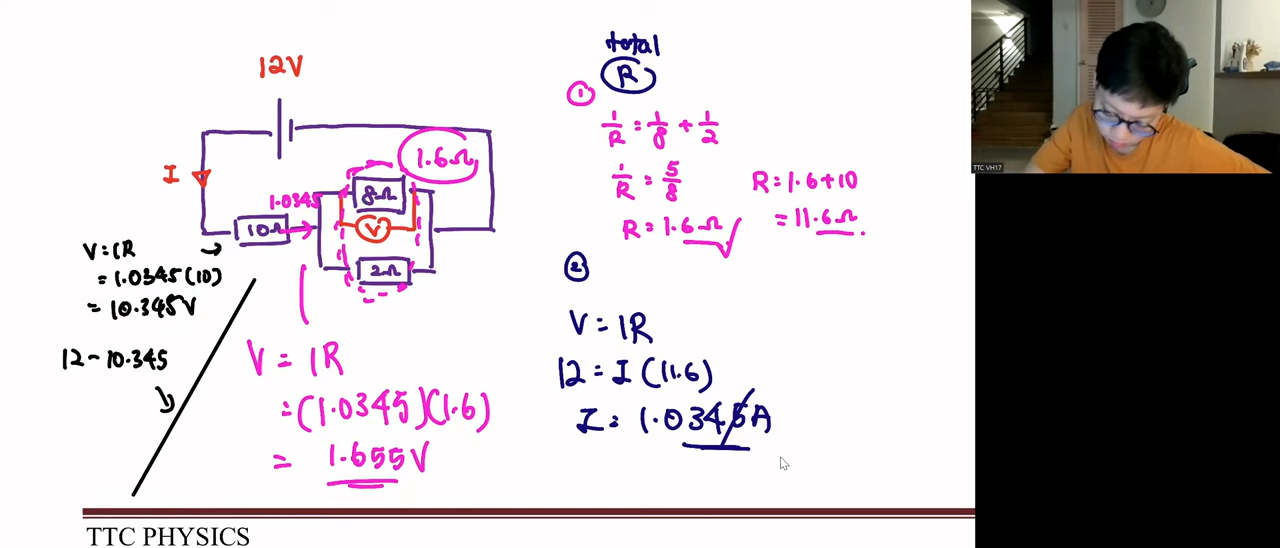 12V
I
1.6Ω
1.0345
8Ω
10Ω
V
2Ω
V = IR
= 1.0345 (10)
= 10.345V
12 - 10.345
V = IR
= (1.0345)(1.6)
= 1.655V
total
R
①
1/R = 1/8 + 1/2
1/R = 5/8
R = 1.6Ω
R = 1.6 + 10
= 11.6Ω.
②
V = IR
12 = I (11.6)
I = 1.0345A
TTC PHYSICS
TTC VH17